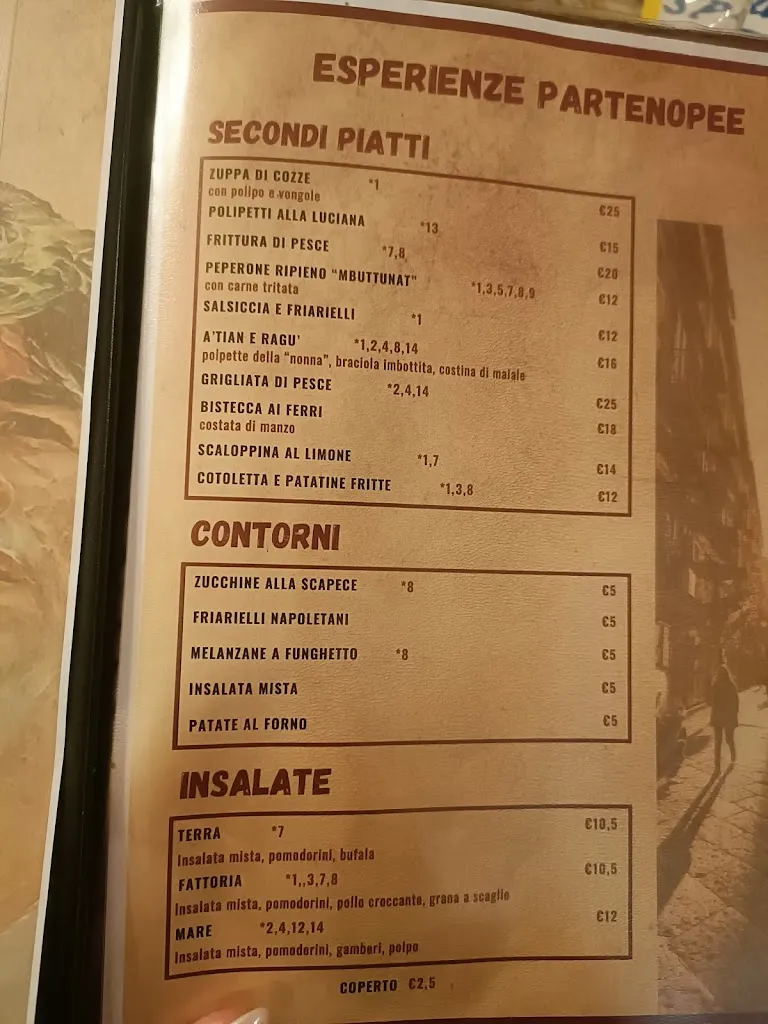 ESPERIENZE PARTENOPEE
SECONDI PIATTI
ZUPPA DI COZZE *1 €25
con polipo e vongole
POLIPETTI ALLA LUCIANA *13 €15
FRITTURA DI PESCE *7,8 €20
PEPERONE RIPIENO "MBUTTUNAT" *1,3,5,7,8,9 €12
con carne tritata
SALSICCIA E FRIARIELLI *1 €12
A'TIAN E RAGU' *1,2,4,8,14 €16
polpette della "nonna", braciola imbottita, costina di maiale
GRIGLIATA DI PESCE *2,4,14 €25
BISTECCA AI FERRI €18
costata di manzo
SCALOPPINA AL LIMONE *1,7 €14
COTOLETTA E PATATINE FRITTE *1,3,8 €12
CONTORNI
ZUCCHINE ALLA SCAPECE *8 €5
FRIARIELLI NAPOLETANI €5
MELANZANE A FUNGHETTO *8 €5
INSALATA MISTA €5
PATATE AL FORNO €5
INSALATE
TERRA *7 €10,5
Insalata mista, pomodorini, bufala
FATTORIA *1,,3,7,8 €10,5
Insalata mista, pomodorini, pollo croccante, grana a scaglie
MARE *2,4,12,14 €12
Insalata mista, pomodorini, gamberi, polpo
COPERTO €2,5